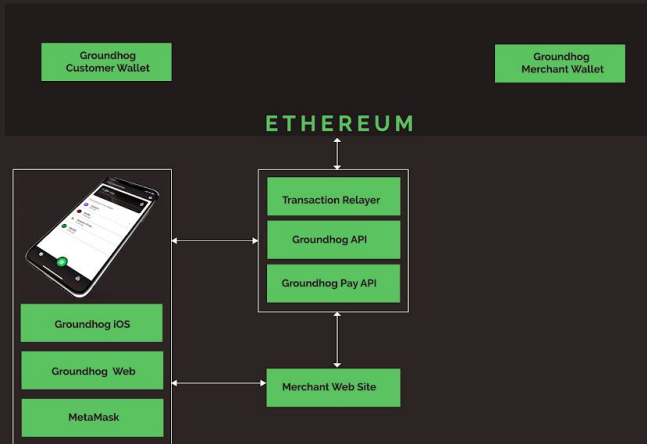 Groundhog
Customer Wallet
Groundhog
Merchant Wallet
ETHEREUM
Transaction Relayer
Groundhog API
Groundhog Pay API
Groundhog iOS
Groundhog Web
MetaMask
Merchant Web Site